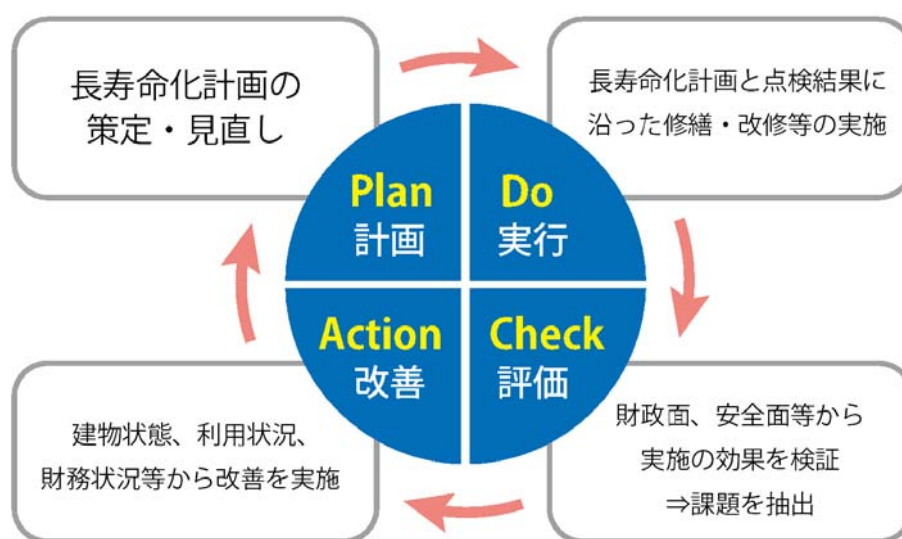 長寿命化計画の
策定・見直し
長寿命化計画と点検結果に
沿った修繕・改修等の実施
Plan
計画
Do
実行
Action
改善
Check
評価
建物状態、利用状況、
財務状況等から改善を実施
財政面、安全面等から
実施の効果を検証
⇒課題を抽出